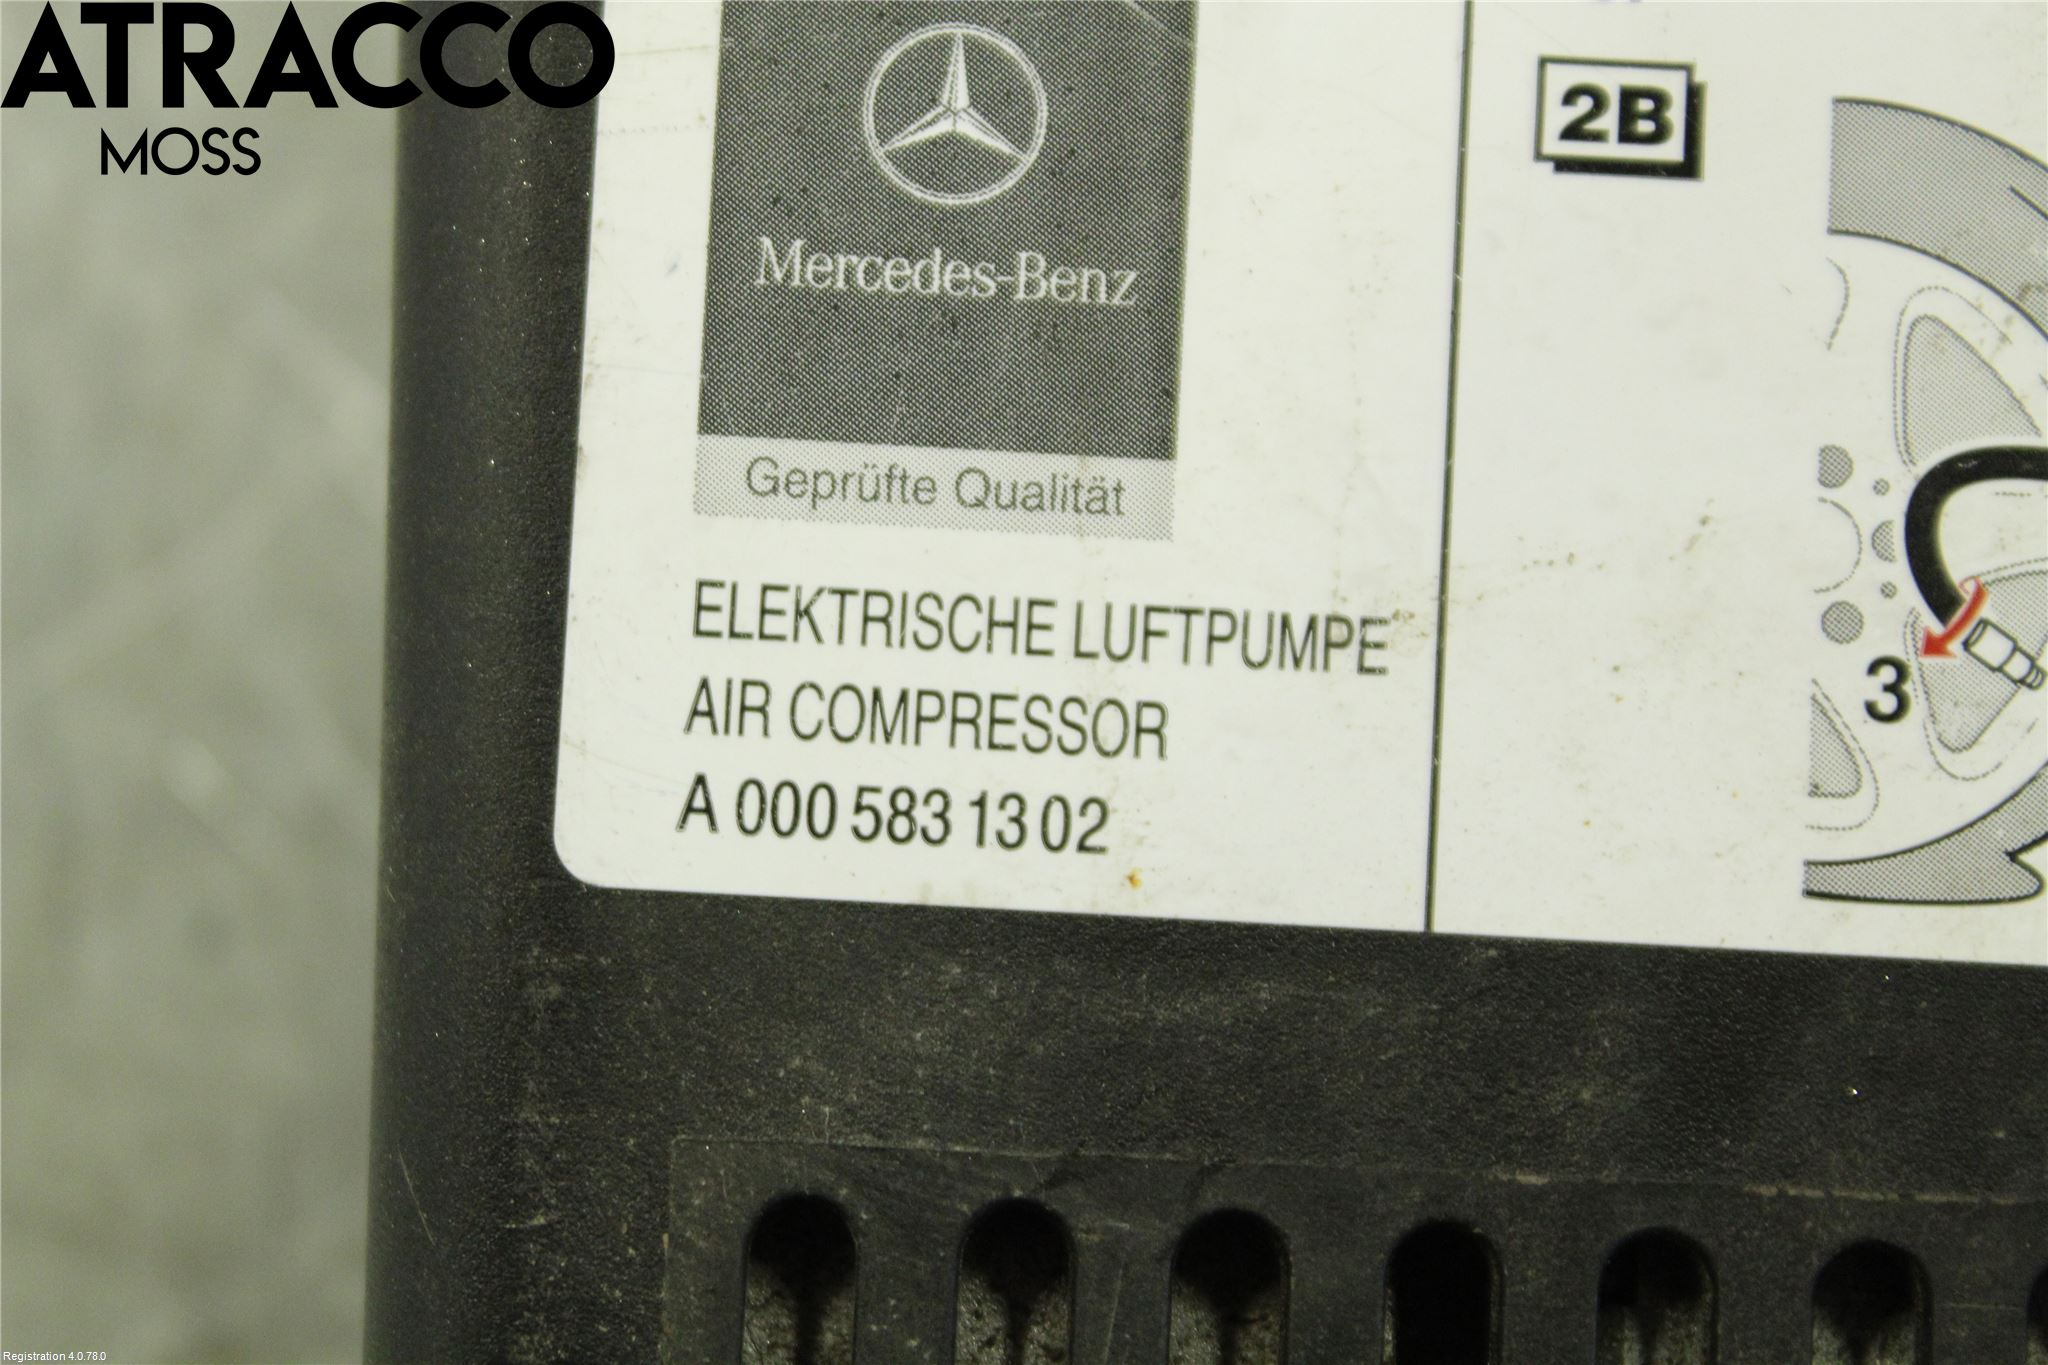 ATRACCO
MOSS
Mercedes-Benz
Geprüfte Qualität
ELEKTRISCHE LUFTPUMPE
AIR COMPRESSOR
A 000 583 13 02
2B
3
Registration 4.0.78.0